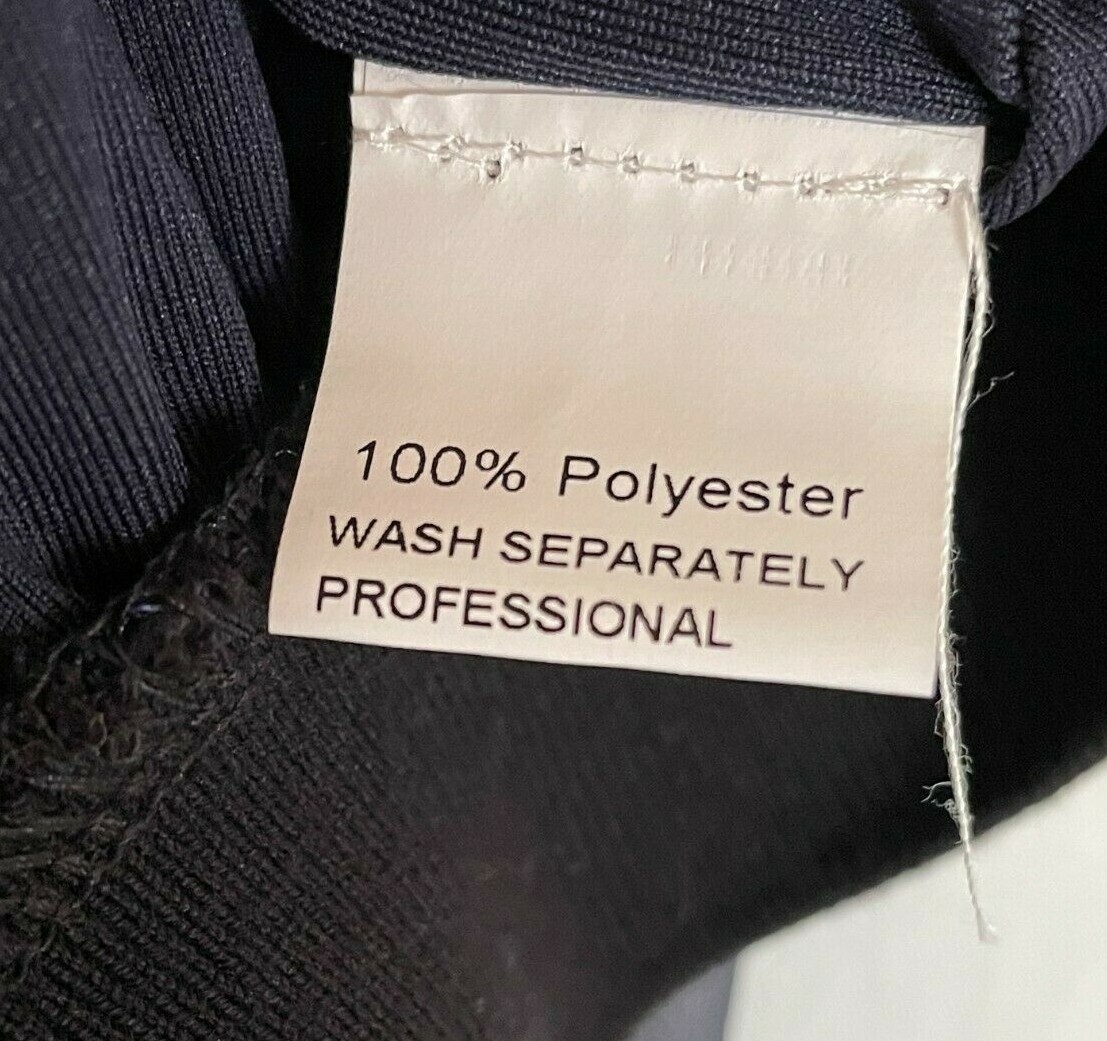 100% Polyester
WASH SEPARATELY
PROFESSIONAL